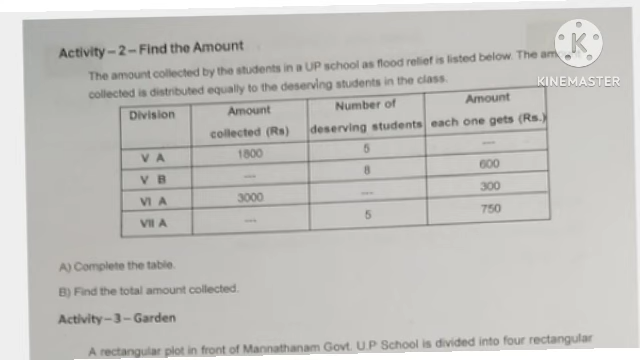 Activity – 2 – Find the Amount
The amount collected by the students in a UP school as flood relief is listed below. The
collected is distributed equally to the deserving students in the class.
Division Amount collected (Rs) Number of deserving students Amount each one gets (Rs.)
V A 1800 5 ----
V B ---- 8 600
VI A 3000 ---- 300
VII A ---- 5 750
A) Complete the table.
B) Find the total amount collected.
Activity – 3 – Garden
A rectangular plot in front of Mannathanam Govt. U.P School is divided into four rectangular
KINEMASTER